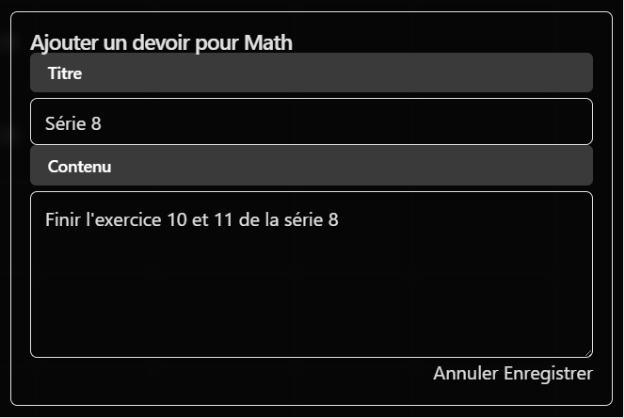 Ajouter un devoir pour Math
Titre
Série 8
Contenu
Finir l'exercice 10 et 11 de la série 8
Annuler Enregistrer